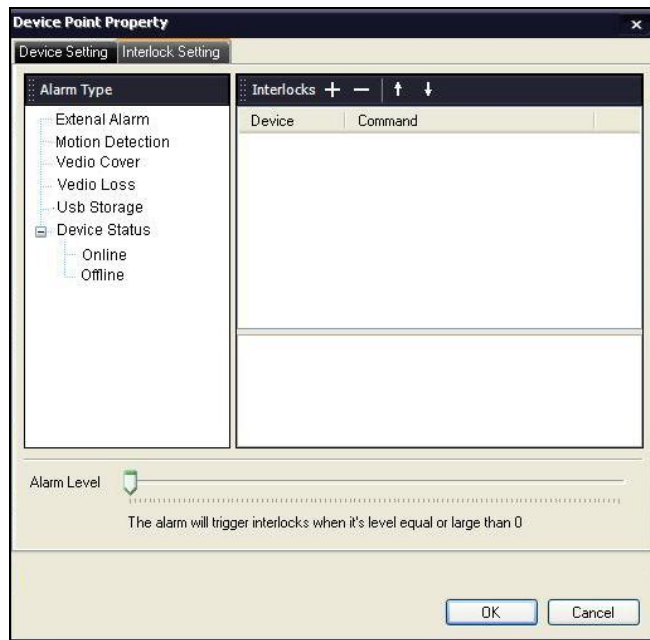 Device Point Property
Device Setting Interlock Setting
Alarm Type
Extenal Alarm
Motion Detection
Vedio Cover
Vedio Loss
Usb Storage
Device Status
Online
Offline
Interlocks
Device Command
Alarm Level
The alarm will trigger interlocks when it's level equal or large than 0
OK Cancel